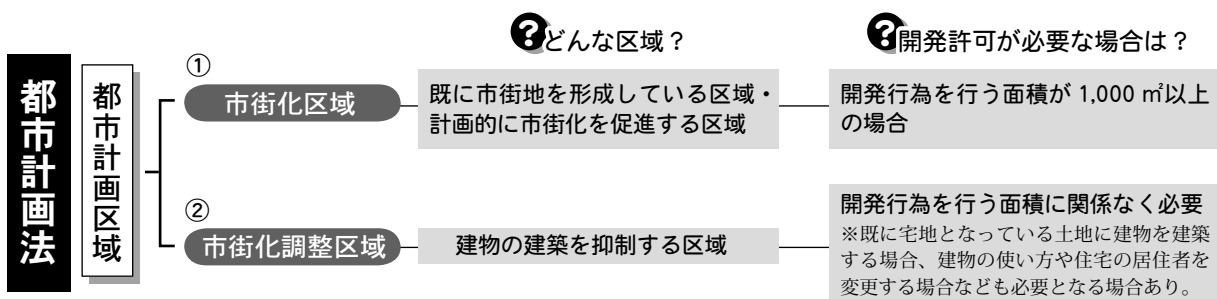 都市計画法
都市計画区域
?どんな区域？
?開発許可が必要な場合は？
①
市街化区域
既に市街地を形成している区域・
計画的に市街化を促進する区域
開発行為を行う面積が 1,000 ㎡以上
の場合
②
市街化調整区域
建物の建築を抑制する区域
開発行為を行う面積に関係なく必要
※既に宅地となっている土地に建物を建築
する場合、建物の使い方や住宅の居住者を
変更する場合なども必要となる場合あり。